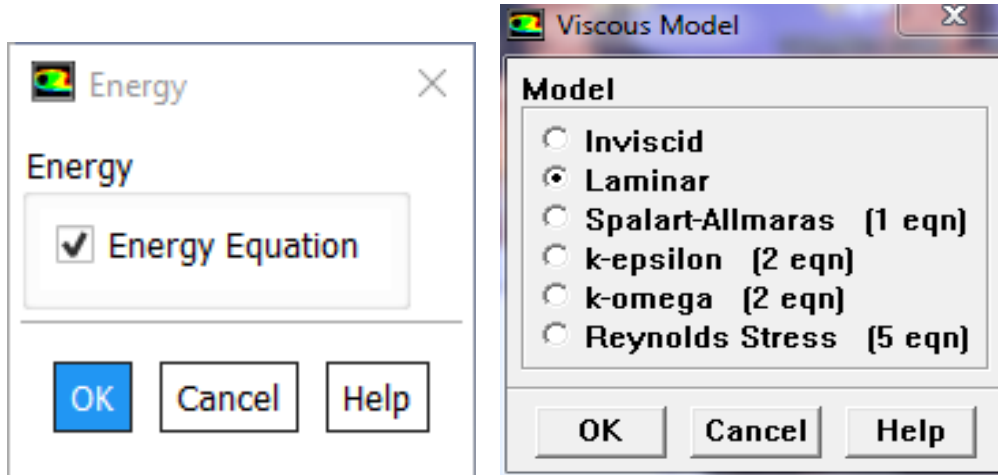 Energy
Energy
Energy Equation
OK Cancel Help
Viscous Model
Model
Inviscid
Laminar
Spalart-Allmaras (1 eqn)
k-epsilon (2 eqn)
k-omega (2 eqn)
Reynolds Stress (5 eqn)
OK Cancel Help